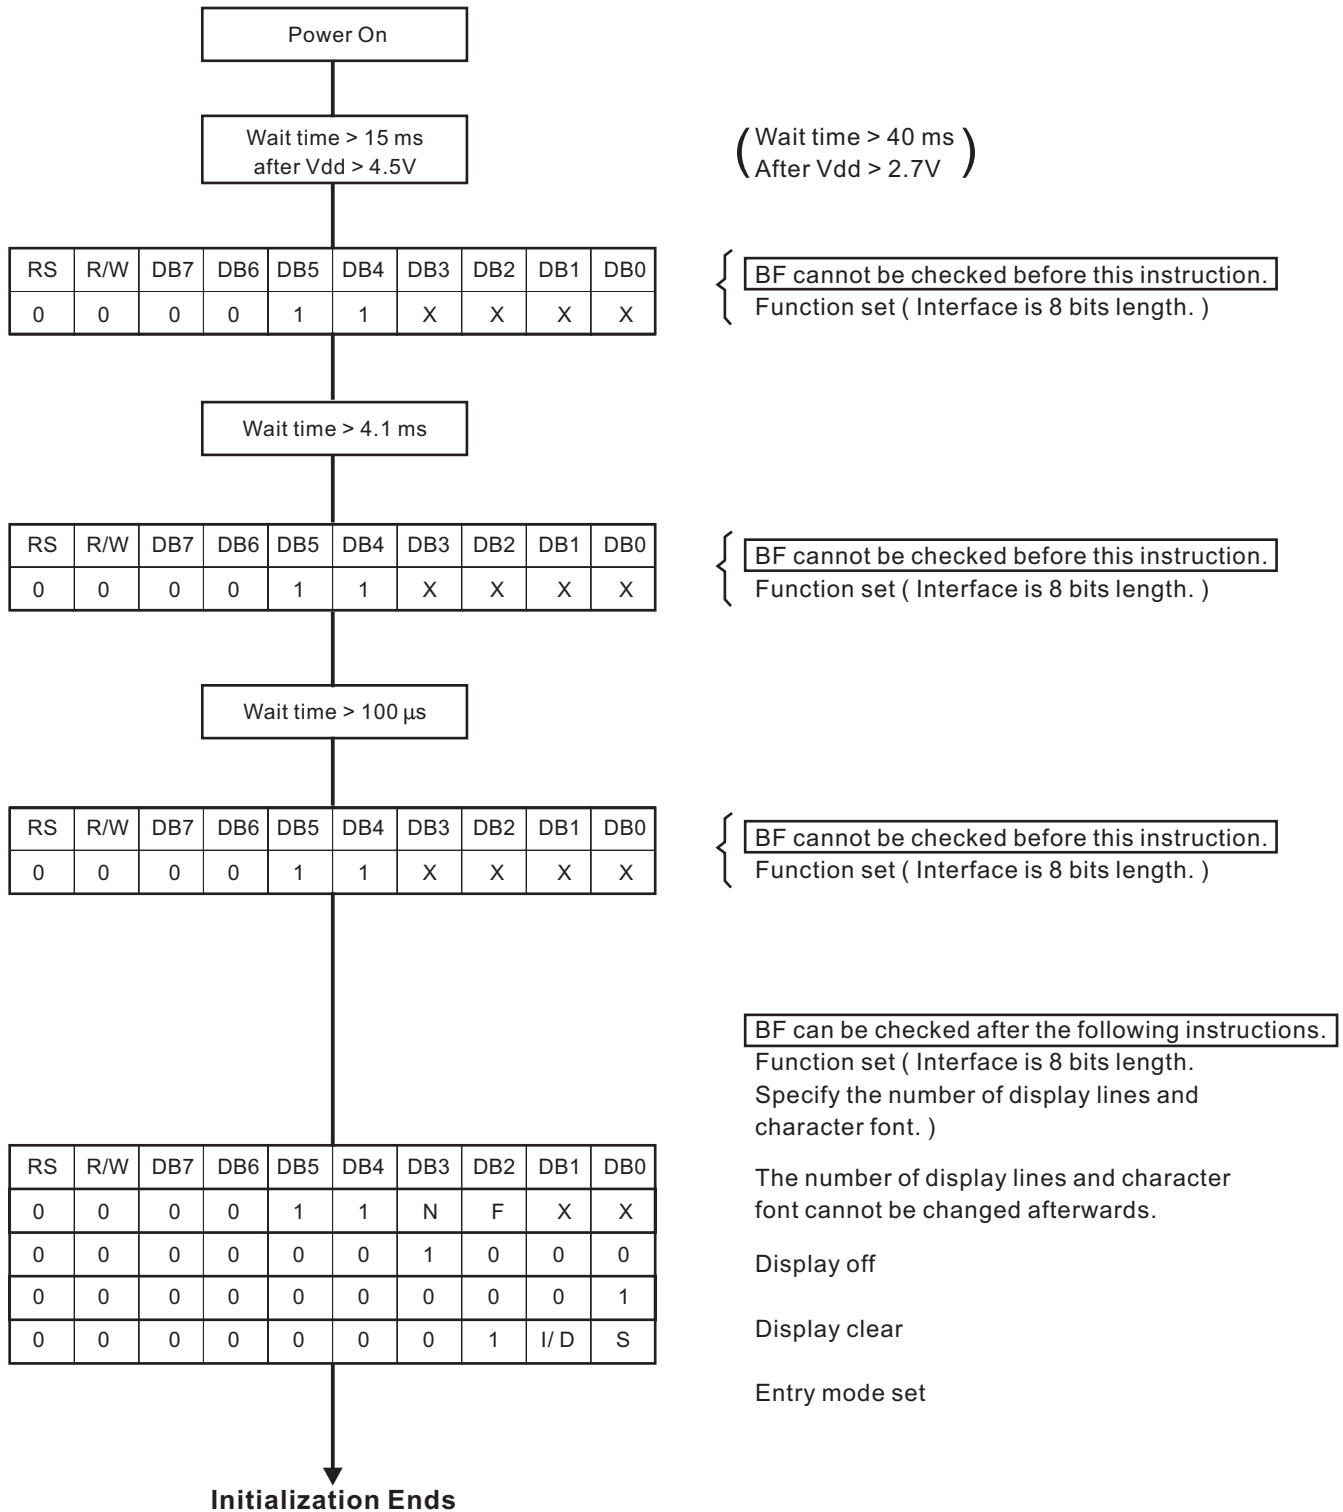 Power On
Wait time > 15 ms
after Vdd > 4.5V
(Wait time > 40 ms
After Vdd > 2.7V)
RS R/W DB7 DB6 DB5 DB4 DB3 DB2 DB1 DB0
0 0 0 0 1 1 X X X X
BF cannot be checked before this instruction.
Function set ( Interface is 8 bits length. )
Wait time > 4.1 ms
RS R/W DB7 DB6 DB5 DB4 DB3 DB2 DB1 DB0
0 0 0 0 1 1 X X X X
BF cannot be checked before this instruction.
Function set ( Interface is 8 bits length. )
Wait time > 100 µs
RS R/W DB7 DB6 DB5 DB4 DB3 DB2 DB1 DB0
0 0 0 0 1 1 X X X X
BF cannot be checked before this instruction.
Function set ( Interface is 8 bits length. )
BF can be checked after the following instructions.
Function set ( Interface is 8 bits length.
Specify the number of display lines and
character font. )
RS R/W DB7 DB6 DB5 DB4 DB3 DB2 DB1 DB0
0 0 0 0 1 1 N F X X
0 0 0 0 0 0 1 0 0 0
0 0 0 0 0 0 0 0 0 1
0 0 0 0 0 0 0 1 I/ D S
The number of display lines and character
font cannot be changed afterwards.
Display off
Display clear
Entry mode set
Initialization Ends